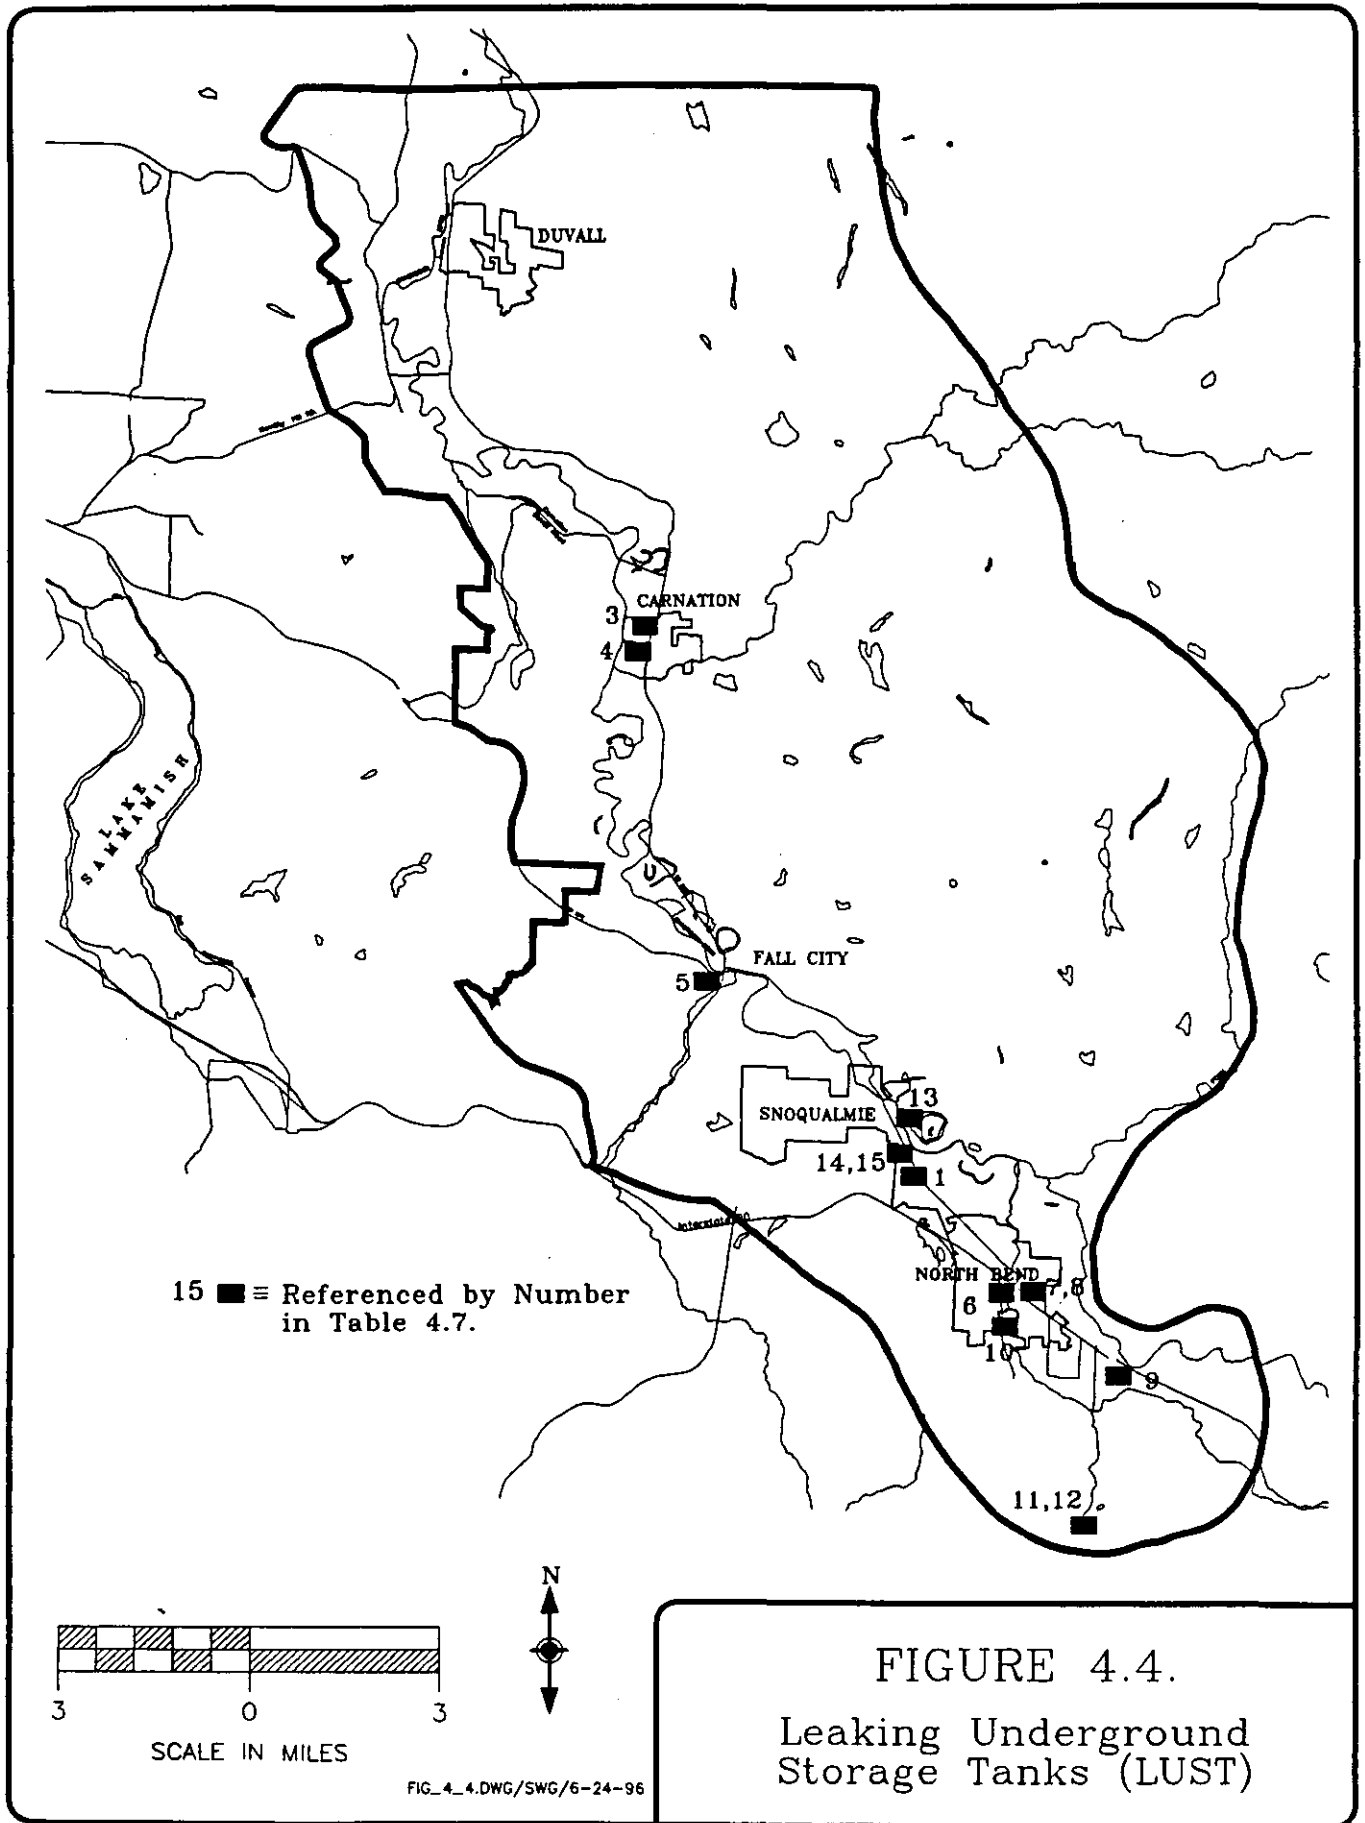 DUVALL
CARNATION
3
4
LAKE
SAMMAMISH
FALL CITY
5
13
SNOQUALMIE
14,15
1
NORTH BEND
7,8
6
10
9
15 ≡ Referenced by Number
in Table 4.7.
11,12
N
3 0 3
SCALE IN MILES
FIG_4_4.DWG/SWG/6-24-96
FIGURE 4.4.
Leaking Underground
Storage Tanks (LUST)